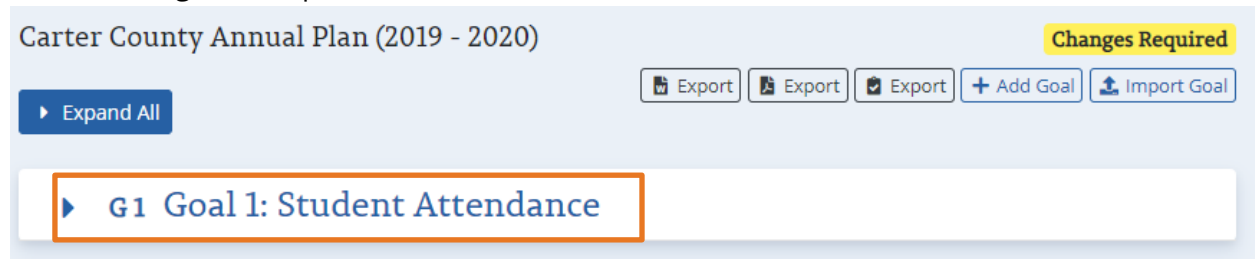 Carter County Annual Plan (2019 - 2020)
Changes Required
Export Export Export + Add Goal Import Goal
Expand All
G1 Goal 1: Student Attendance